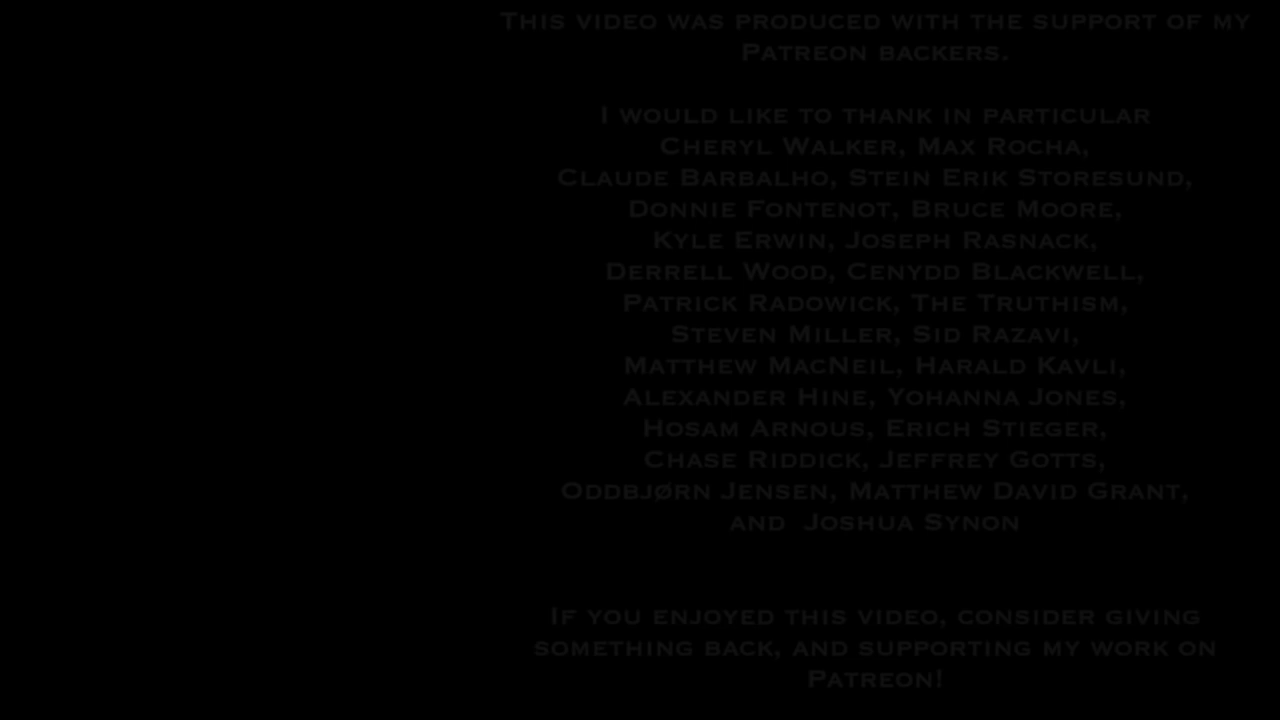 This video was produced with the support of my
Patreon backers.
I would like to thank in particular
Cheryl Walker, Max Rocha,
Claude Barbalho, Stein Erik Storesund,
Donnie Fontenot, Bruce Moore,
Kyle Erwin, Joseph Rasnack,
Derrell Wood, Cenydd Blackwell,
Patrick Radowick, The Truthism,
Steven Miller, Sid Razavi,
Matthew MacNeil, Harald Kavli,
Alexander Hine, Yohanna Jones,
Hosam Arnous, Erich Stieger,
Chase Riddick, Jeffrey Gotts,
Oddbjørn Jensen, Matthew David Grant,
and Joshua Synon
If you enjoyed this video, consider giving
something back, and supporting my work on
Patreon!